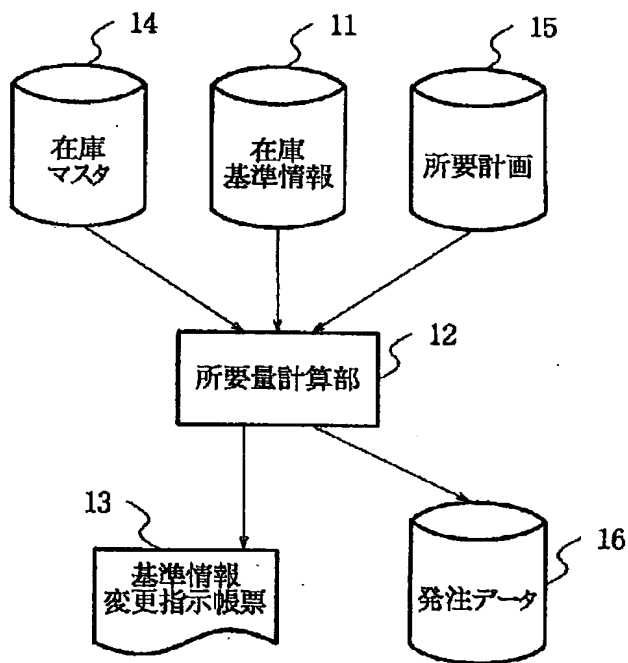 14
11
15
在庫
マスタ
在庫
基準情報
所要計画
12
所要量計算部
13
基準情報
変更指示帳票
16
発注データ